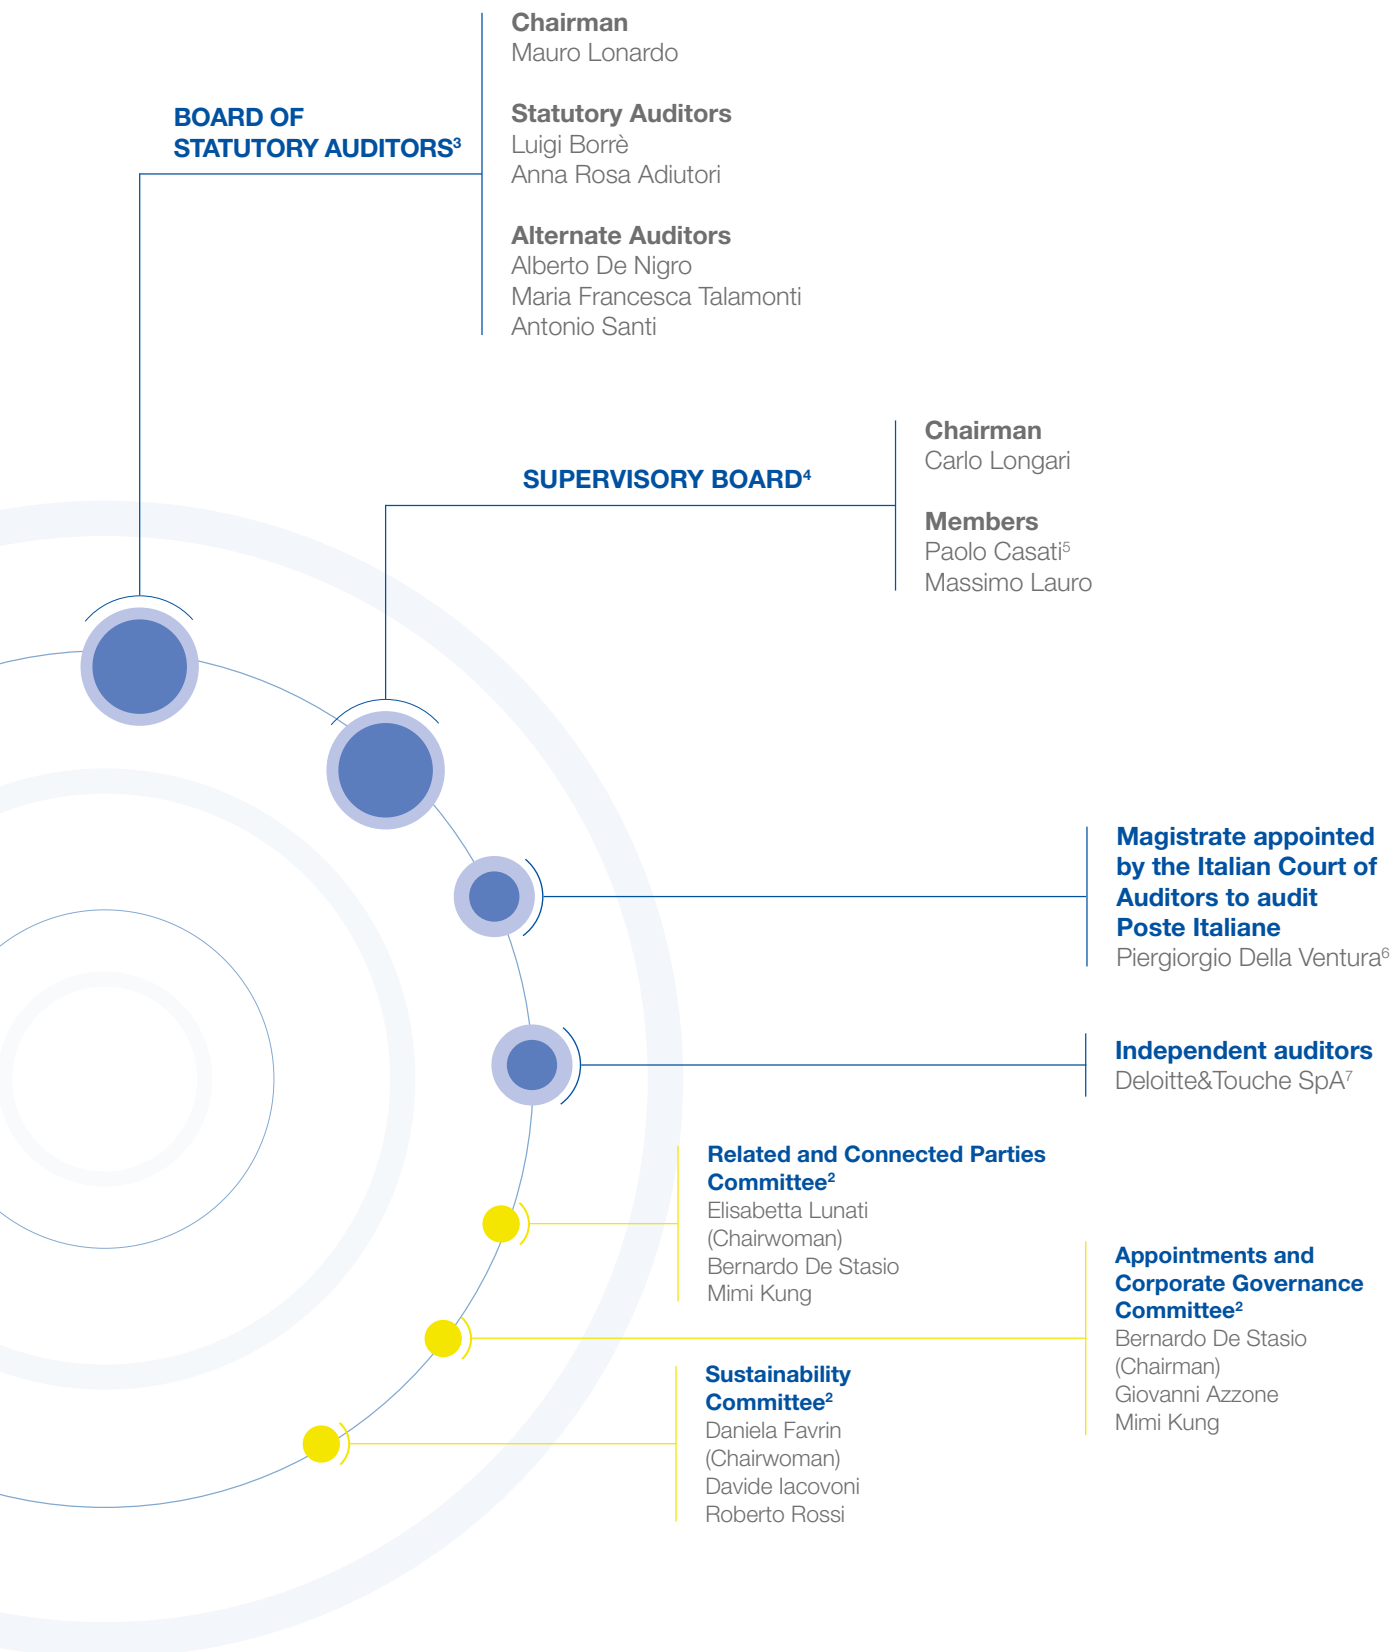 Chairman
Mauro Lonardo
BOARD OF
STATUTORY AUDITORS³
Statutory Auditors
Luigi Borrè
Anna Rosa Adiutori
Alternate Auditors
Alberto De Nigro
Maria Francesca Talamonti
Antonio Santi
SUPERVISORY BOARD⁴
Chairman
Carlo Longari
Members
Paolo Casati⁵
Massimo Lauro
Magistrate appointed
by the Italian Court of
Auditors to audit
Poste Italiane
Piergiorgio Della Ventura⁶
Independent auditors
Deloitte&Touche SpA⁷
Related and Connected Parties
Committee²
Elisabetta Lunati
(Chairwoman)
Bernardo De Stasio
Mimi Kung
Appointments and
Corporate Governance
Committee²
Bernardo De Stasio
(Chairman)
Giovanni Azzone
Mimi Kung
Sustainability
Committee²
Daniela Favrin
(Chairwoman)
Davide Iacovoni
Roberto Rossi